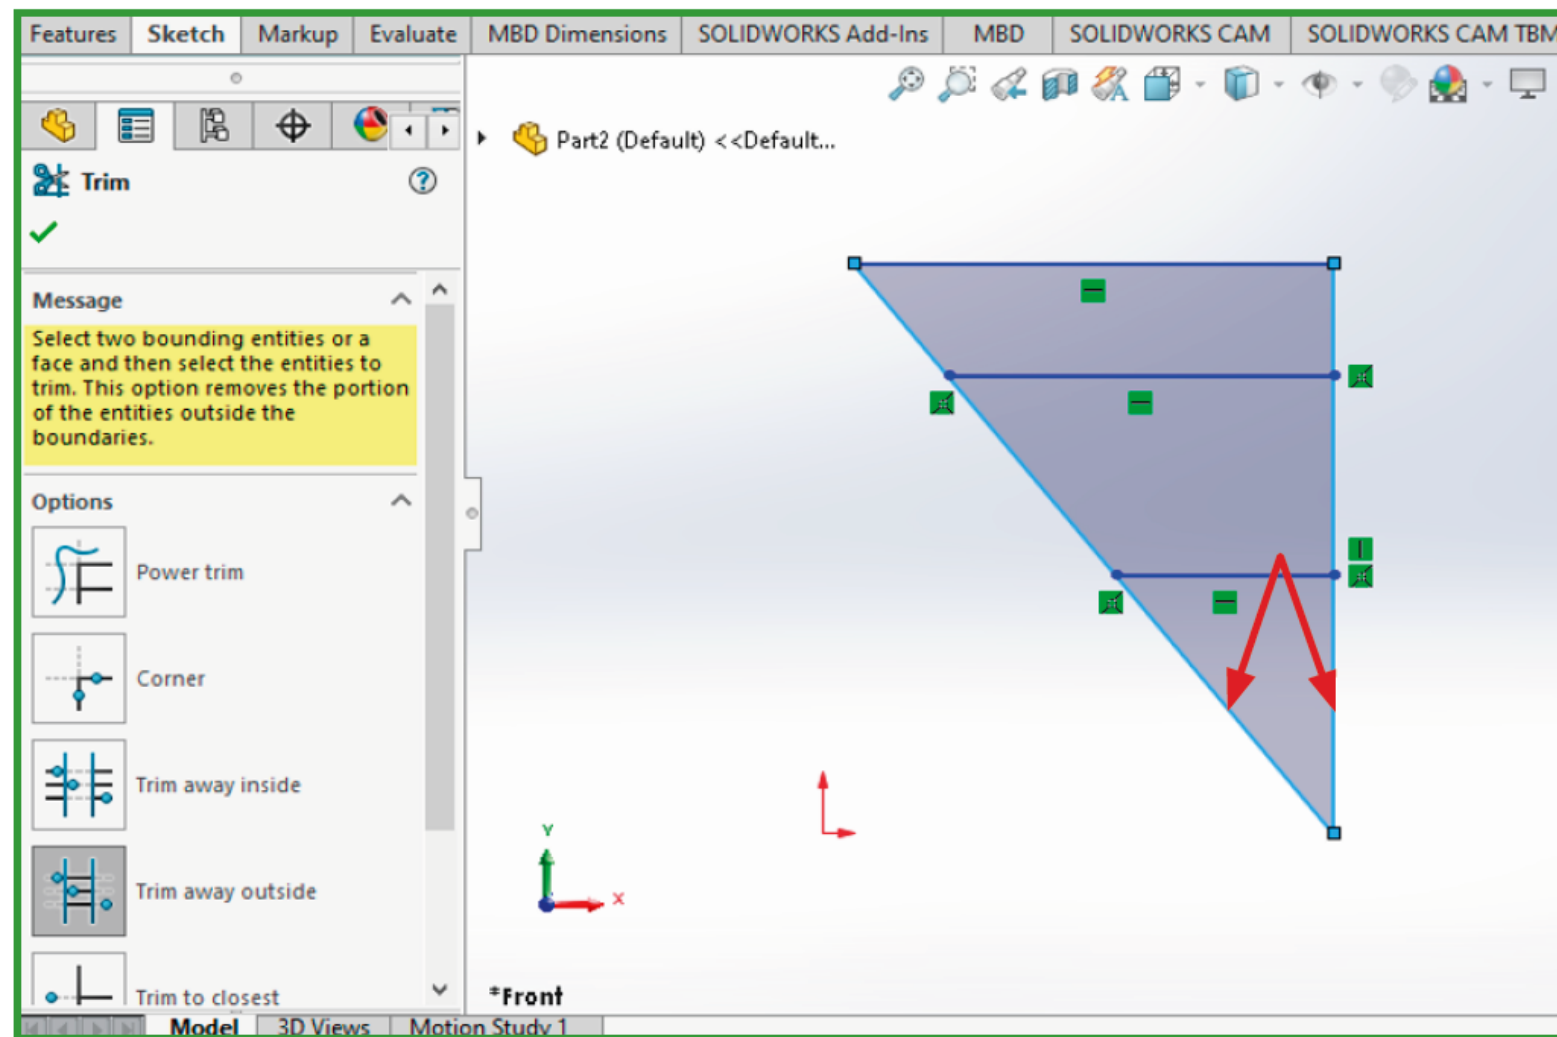 Features Sketch Markup Evaluate MBD Dimensions SOLIDWORKS Add-Ins MBD SOLIDWORKS CAM SOLIDWORKS CAM TBM
Part2 (Default) <<Default...
Trim
Message
Select two bounding entities or a
face and then select the entities to
trim. This option removes the portion
of the entities outside the
boundaries.
Options
Power trim
Corner
Trim away inside
Trim away outside
Trim to closest
Y
X
*Front
Model 3D Views Motion Study 1